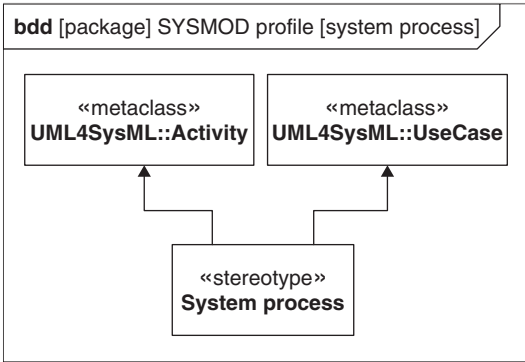 bdd [package] SYSMOD profile [system process]
«metaclass»
UML4SysML::Activity
«metaclass»
UML4SysML::UseCase
«stereotype»
System process